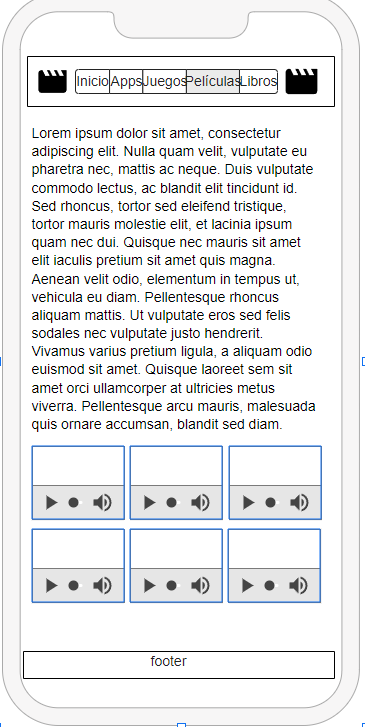 Inicio Apps Juegos Películas Libros
Lorem ipsum dolor sit amet, consectetur
adipiscing elit. Nulla quam velit, vulputate eu
pharetra nec, mattis ac neque. Duis vulputate
commodo lectus, ac blandit elit tincidunt id.
Sed rhoncus, tortor sed eleifend tristique,
tortor mauris molestie elit, et lacinia ipsum
quam nec dui. Quisque nec mauris sit amet
elit iaculis pretium sit amet quis magna.
Aenean velit odio, elementum in tempus ut,
vehicula eu diam. Pellentesque rhoncus
aliquam mattis. Ut vulputate eros sed felis
sodales nec vulputate justo hendrerit.
Vivamus varius pretium ligula, a aliquam odio
euismod sit amet. Quisque laoreet sem sit
amet orci ullamcorper at ultricies metus
viverra. Pellentesque arcu mauris, malesuada
quis ornare accumsan, blandit sed diam.
footer